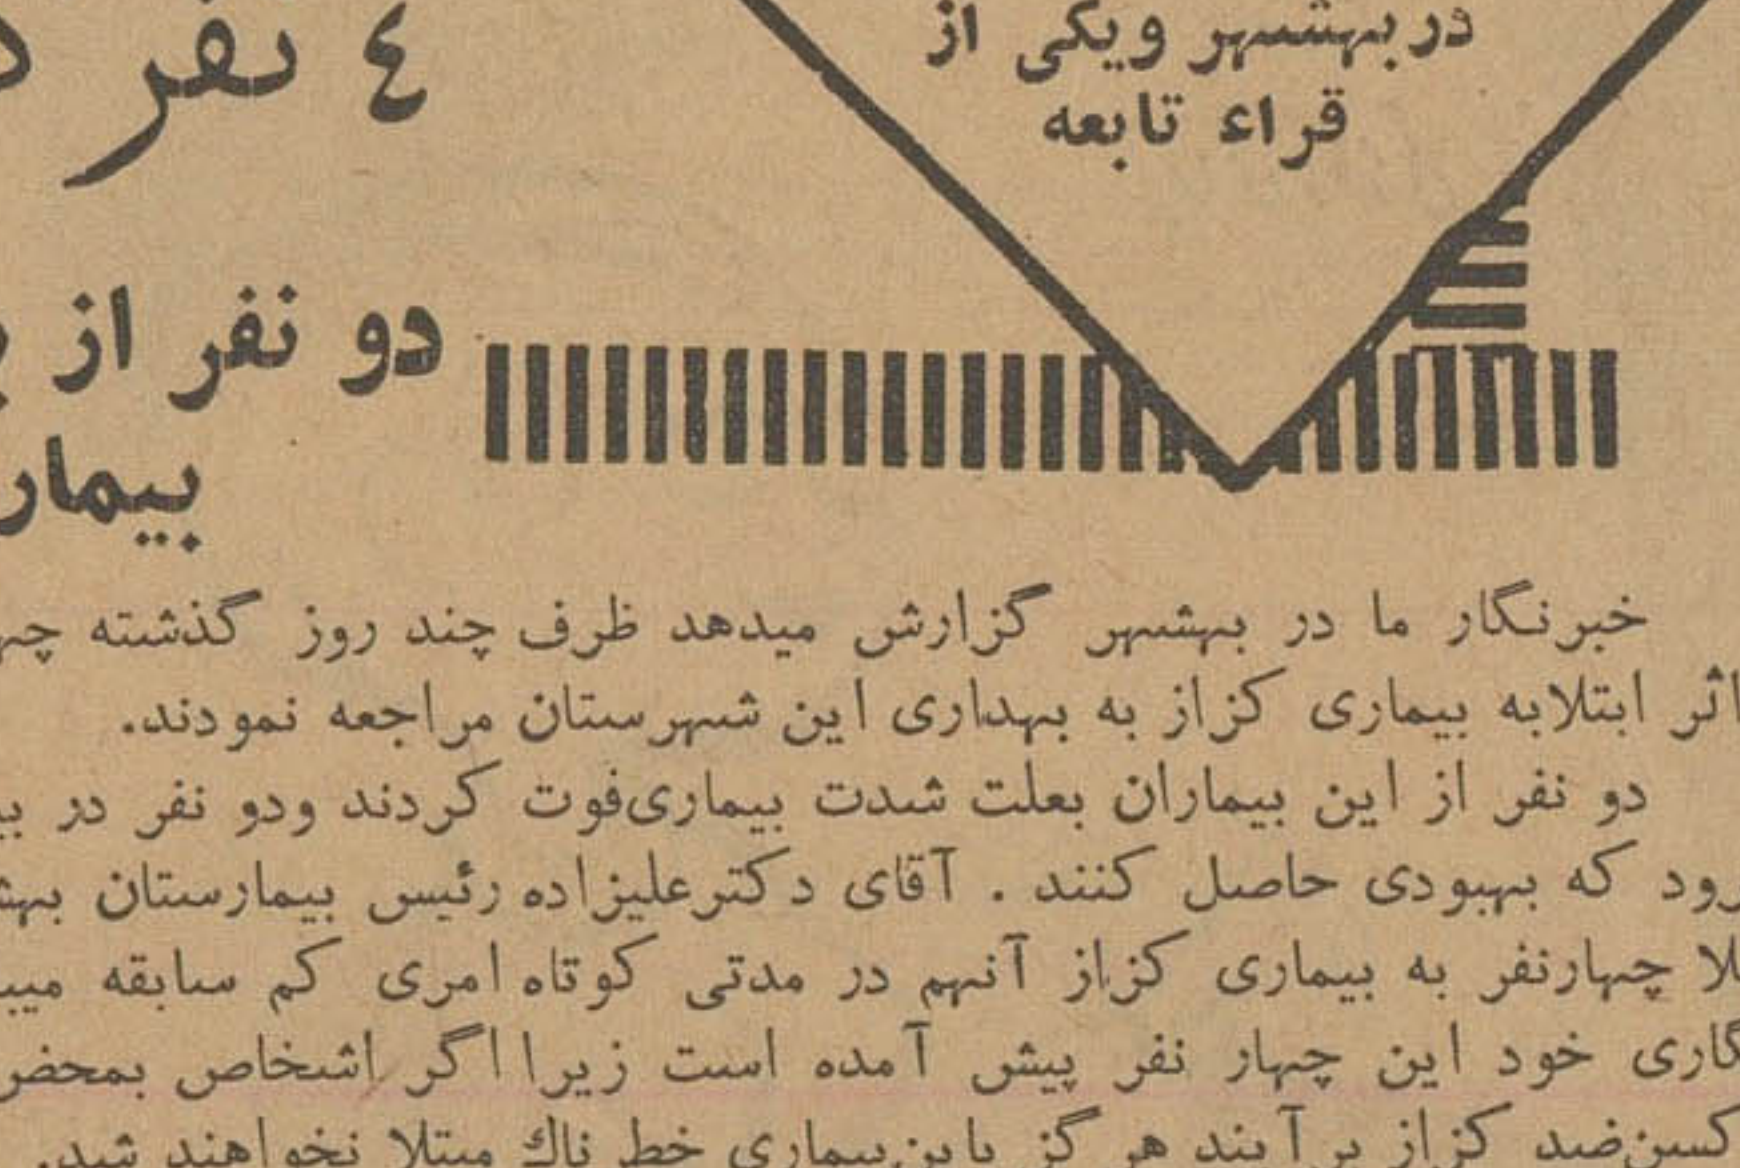 در بهشهر ویکی از
قراء تابعه
٤ نفر
دو نفر از
بیمار
خبرنگار ما در بهشهر گزارش میدهد ظرف چند روز گذشته
اثر ابتلابه بیماری کزاز به بهداری این شهرستان مراجعه نمودند.
دو نفر از این بیماران بعلت شدت بیماری‌فوت کردند ودو نفر در
رود که بهبودی حاصل کنند . آقای دکترعلیزاده رئیس بیمارستان
چهارنفر به بیماری کزاز آنهم در مدتی کوتاه امری کم سابقه
خود این چهار نفر پیش آمده است زیرا اگر اشخاص بمحض
ضد کزاز برآیند هرگز باین‌بیماری خطر ناك مبتلا نخواهند شد.